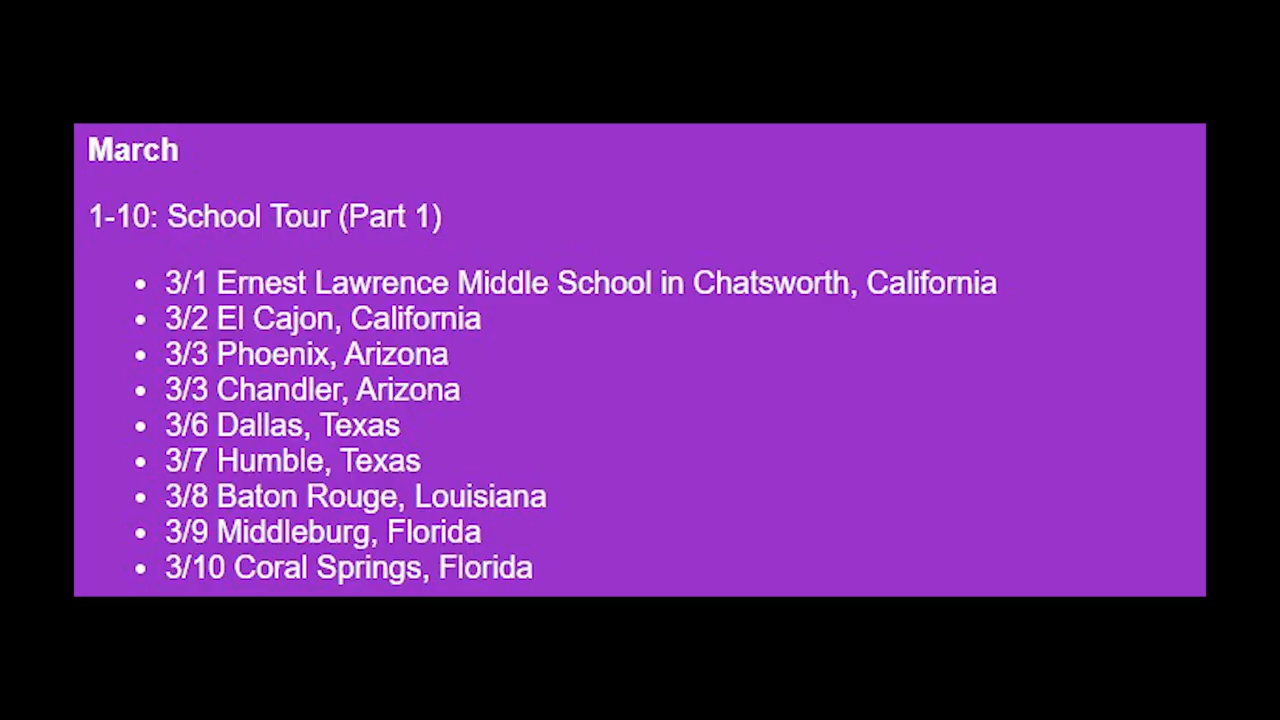 March
1-10: School Tour (Part 1)
• 3/1 Ernest Lawrence Middle School in Chatsworth, California
• 3/2 El Cajon, California
• 3/3 Phoenix, Arizona
• 3/3 Chandler, Arizona
• 3/6 Dallas, Texas
• 3/7 Humble, Texas
• 3/8 Baton Rouge, Louisiana
• 3/9 Middleburg, Florida
• 3/10 Coral Springs, Florida